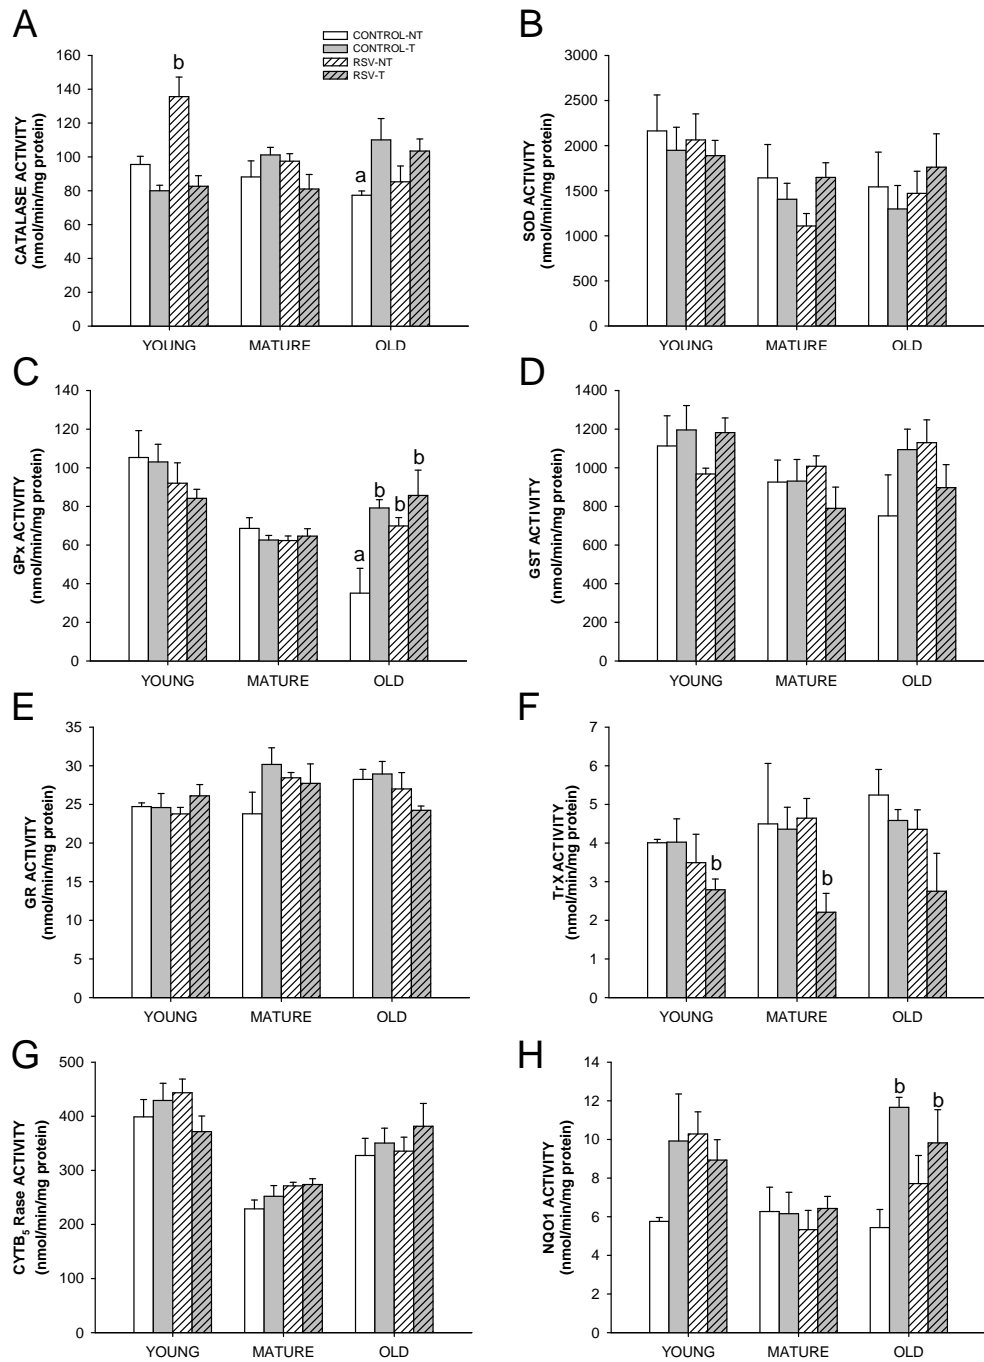 A
CATALASE ACTIVITY
(nmol/min/mg protein)
160
140
120
100
80
60
40
20
0
b
a
CONTROL-NT
CONTROL-T
RSV-NT
RSV-T
YOUNG MATURE OLD
B
SOD ACTIVITY
(nmol/min/mg protein)
3000
2500
2000
1500
1000
500
0
YOUNG MATURE OLD
C
GPx ACTIVITY
(nmol/min/mg protein)
140
120
100
80
60
40
20
0
a
b
b
b
YOUNG MATURE OLD
D
GST ACTIVITY
(nmol/min/mg protein)
1400
1200
1000
800
600
400
200
0
YOUNG MATURE OLD
E
GR ACTIVITY
(nmol/min/mg protein)
35
30
25
20
15
10
5
0
YOUNG MATURE OLD
F
TrX ACTIVITY
(nmol/min/mg protein)
7
6
5
4
3
2
1
0
b
b
YOUNG MATURE OLD
G
CYTB5 Rase ACTIVITY
(nmol/min/mg protein)
500
400
300
200
100
0
YOUNG MATURE OLD
H
NQO1 ACTIVITY
(nmol/min/mg protein)
14
12
10
8
6
4
2
0
b
b
YOUNG MATURE OLD